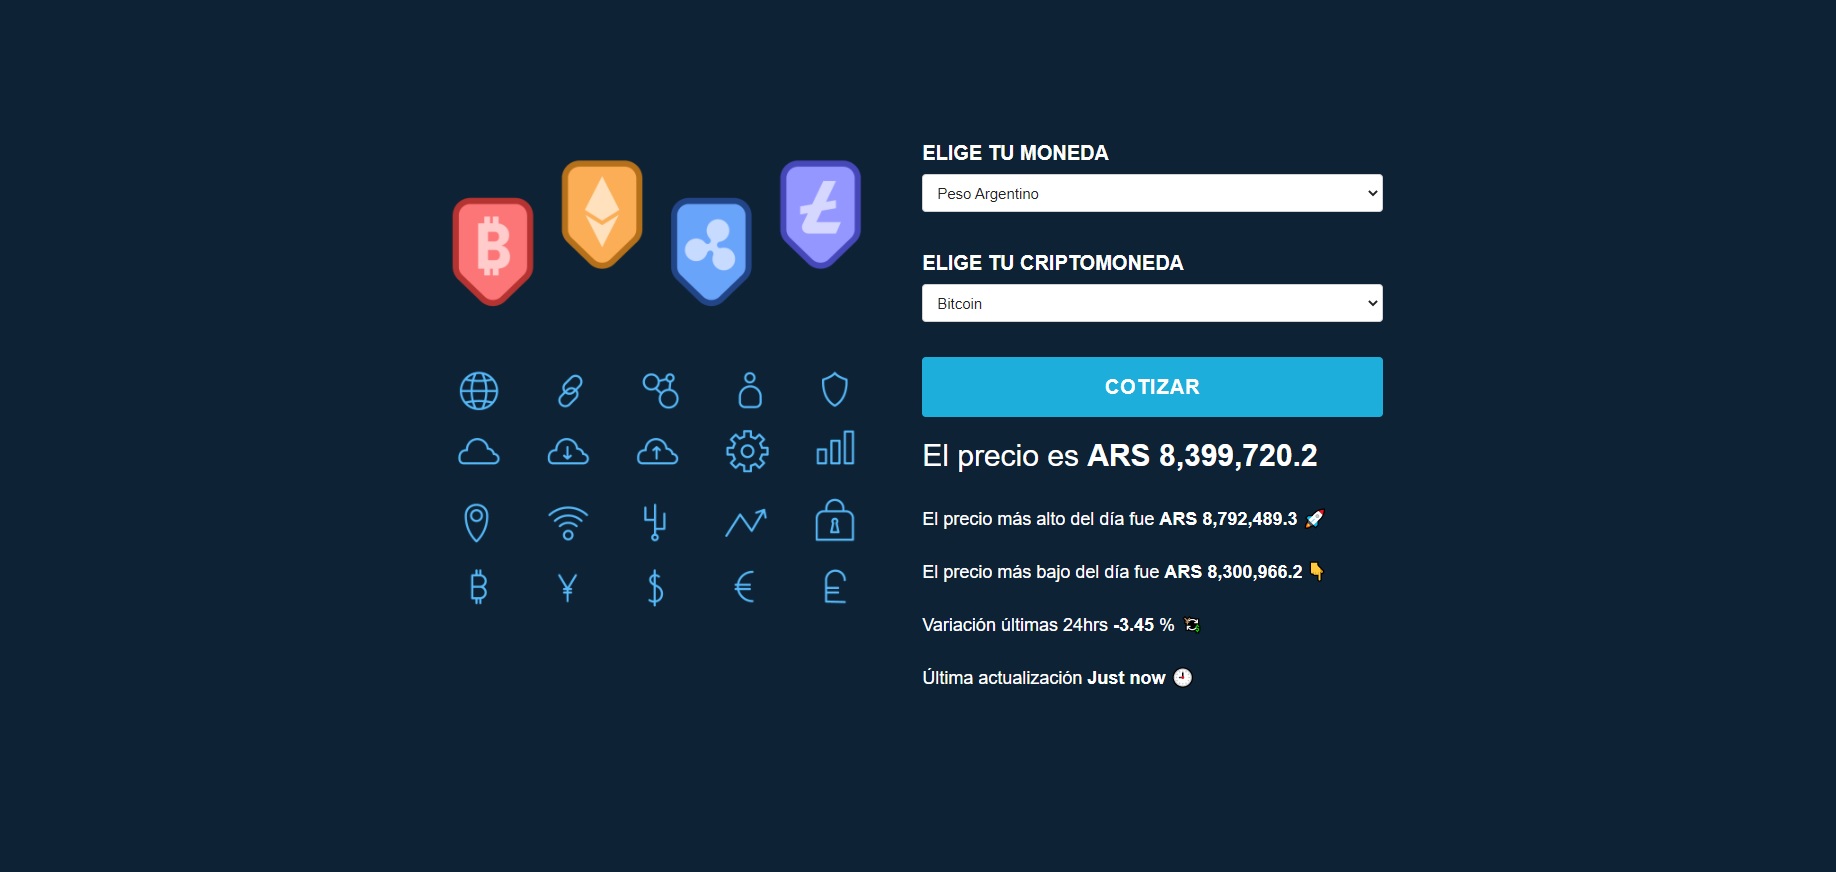 ELIGE TU MONEDA
Peso Argentino
ELIGE TU CRIPTOMONEDA
Bitcoin
COTIZAR
El precio es ARS 8,399,720.2
El precio más alto del día fue ARS 8,792,489.3 🚀
El precio más bajo del día fue ARS 8,300,966.2 👇
Variación últimas 24hrs -3.45 % 💱
Última actualización Just now 🕘